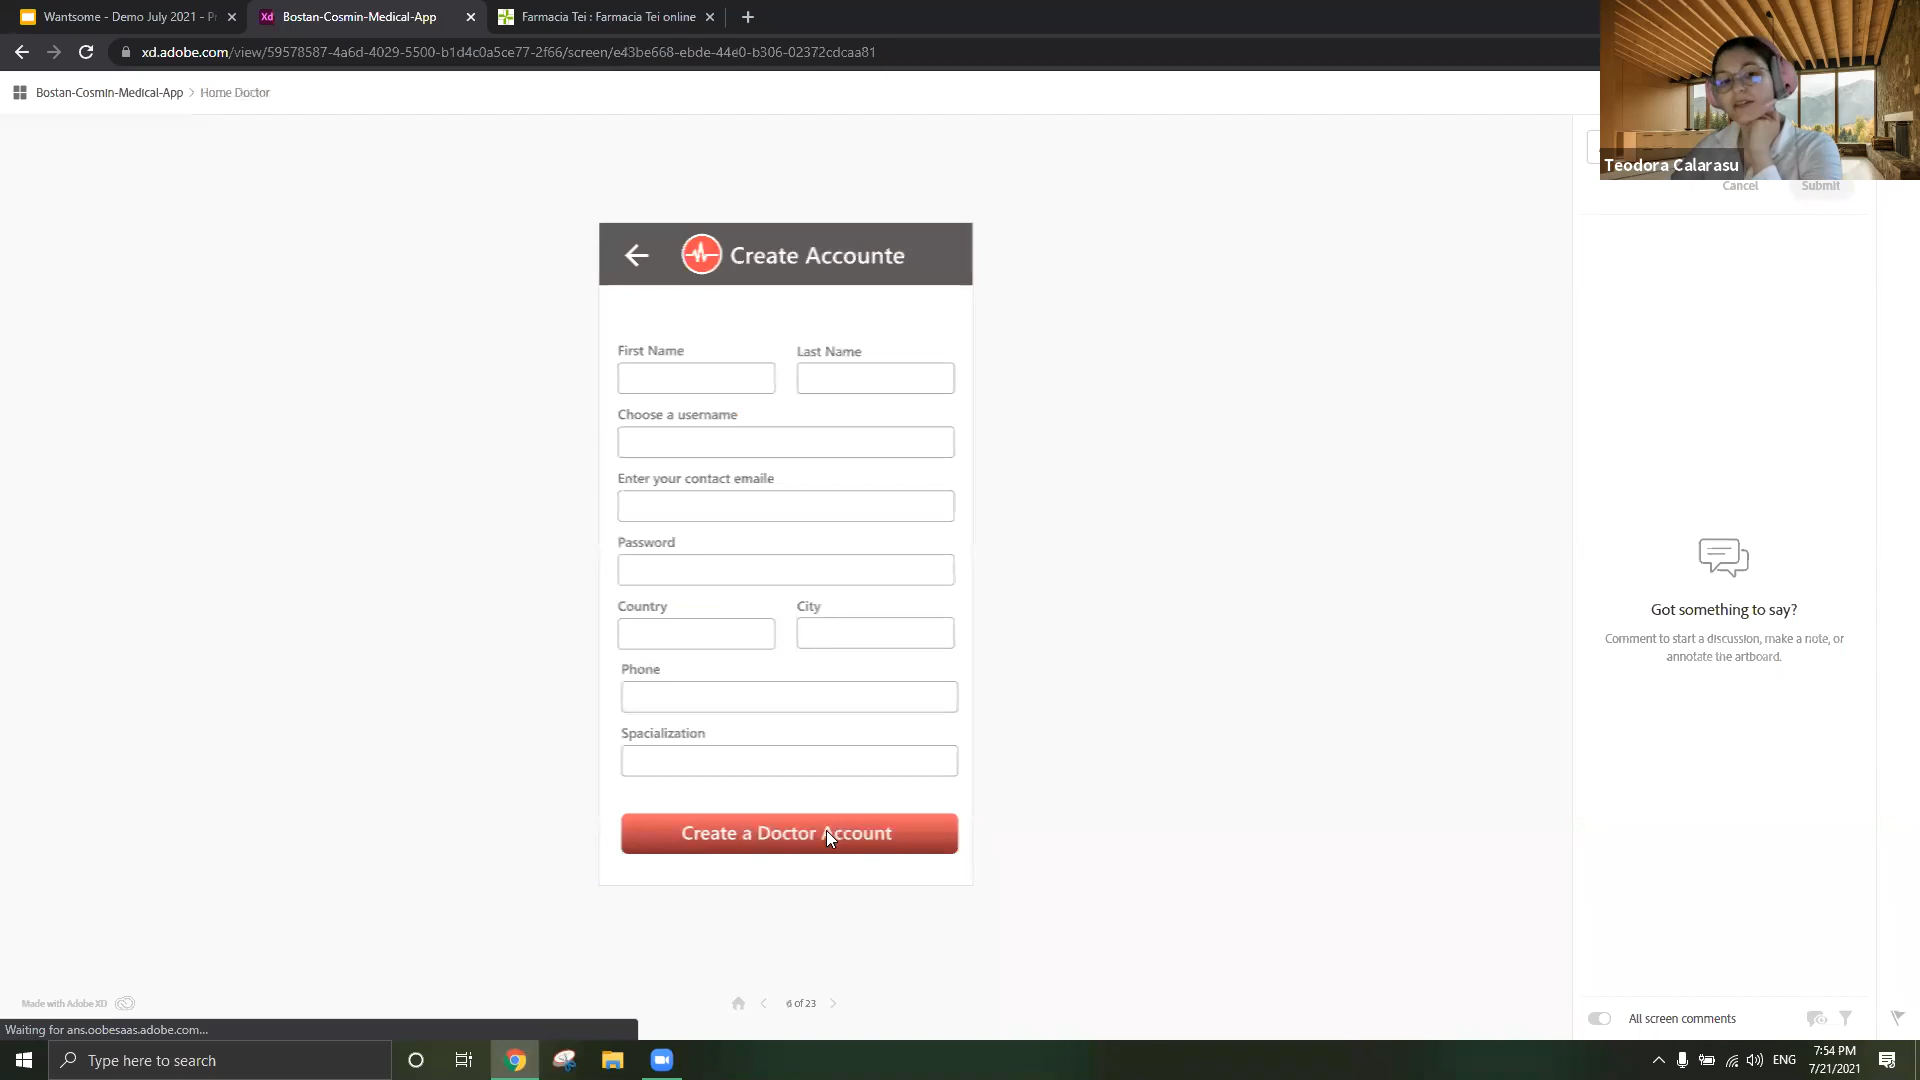 Wantsome - Demo July 2021 - P
Bostan-Cosmin-Medical-App
Farmacia Tei : Farmacia Tei online
xd.adobe.com/view/59578587-4a6d-4029-5500-b1d4c0a5ce77-2f66/screen/e43be668-ebde-44e0-b306-02372cdcaa81
Bostan-Cosmin-Medical-App > Home Doctor
Teodora Calarasu
Cancel
Submit
Create Accounte
First Name
Last Name
Choose a username
Enter your contact emaile
Password
Country
City
Phone
Spacialization
Create a Doctor Account
Got something to say?
Comment to start a discussion, make a note, or
annotate the artboard.
Made with Adobe XD
6 of 23
All screen comments
Waiting for ans.oobesaas.adobe.com...
Type here to search
ENG
7:54 PM
7/21/2021